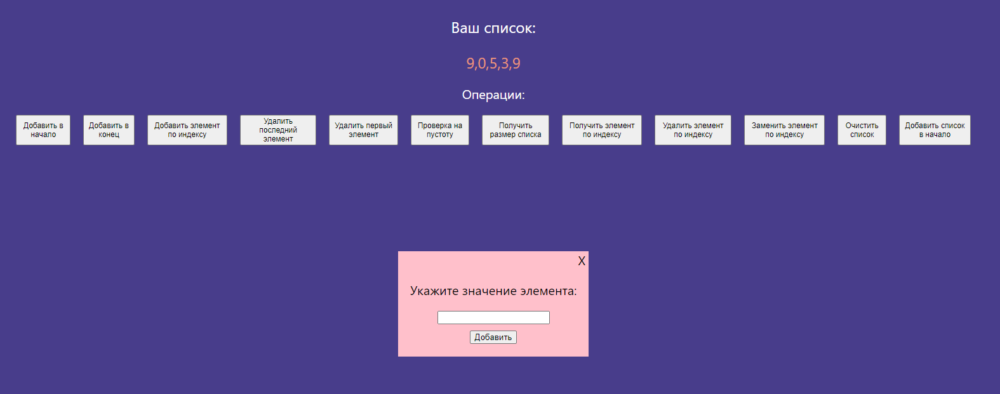 Ваш список:
9,0,5,3,9
Операции:
Добавить в
начало
Добавить в
конец
Добавить элемент
по индексу
Удалить
последний
элемент
Удалить первый
элемент
Проверка на
пустоту
Получить
размер списка
Получить элемент
по индексу
Удалить элемент
по индексу
Заменить элемент
по индексу
Очистить
список
Добавить список
в начало
X
Укажите значение элемента:
Добавить